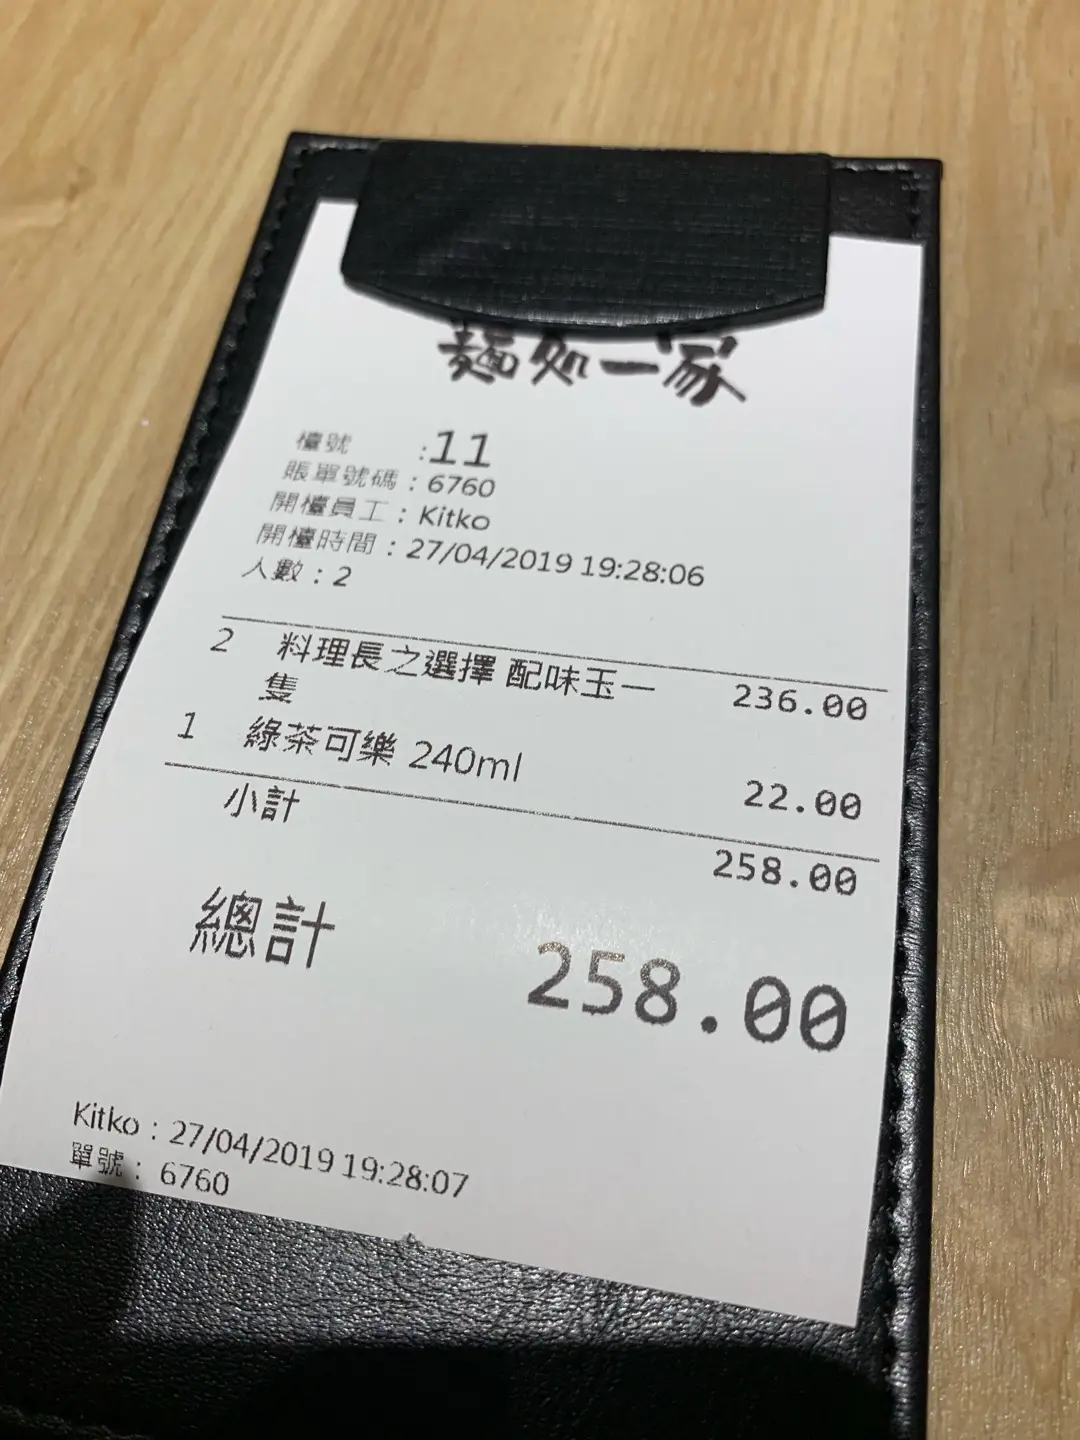 麺処一家
檯號 :11
賬單號碼：6760
開檯員工：Kitko
開檯時間：27/04/2019 19:28:06
人數：2
2 料理長之選擇 配味玉一 236.00
隻
1 綠茶可樂 240ml 22.00
小計 258.00
總計 258.00
Kitko：27/04/2019 19:28:07
單號： 6760